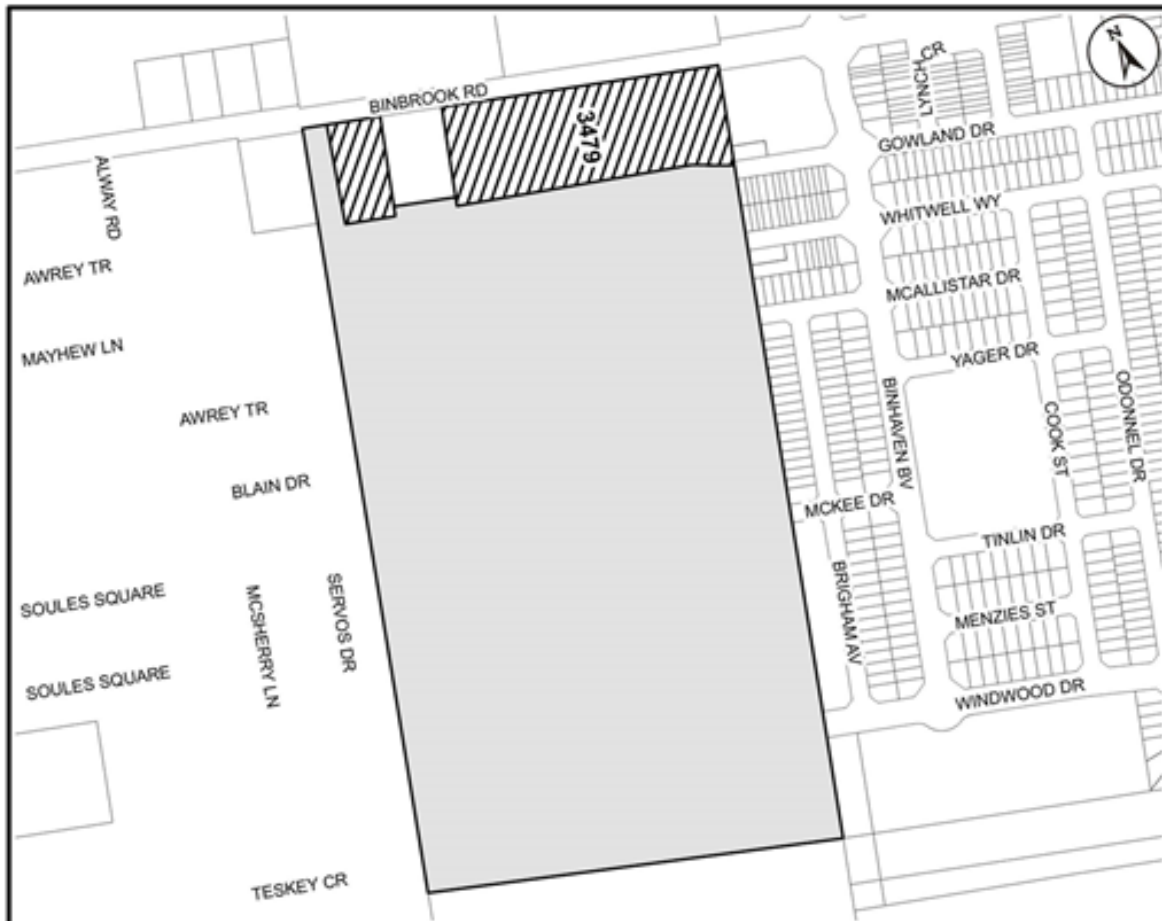 N
CR
LYNCH
BINBROOK RD
3479
GOWLAND DR
ALWAY RD
WHITWELL WY
AWREY TR
MCALLISTAR DR
MAYHEW LN
YAGER DR
AWREY TR
BINHAVEN BV
COOK ST
ODONNEL DR
BLAIN DR
MCKEE DR
TINLIN DR
SOULES SQUARE
MCSHERRY LN
SERVOS DR
BRIGHAM AV
MENZIES ST
SOULES SQUARE
WINDWOOD DR
TESKEY CR